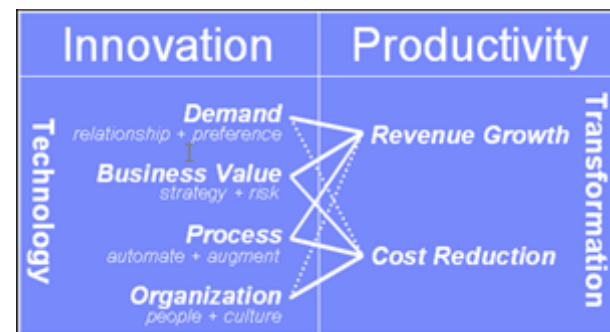 Innovation
Productivity
Technology
Demand
relationship + preference
Business Value
strategy + risk
Process
automate + augment
Organization
people + culture
Revenue Growth
Cost Reduction
Transformation